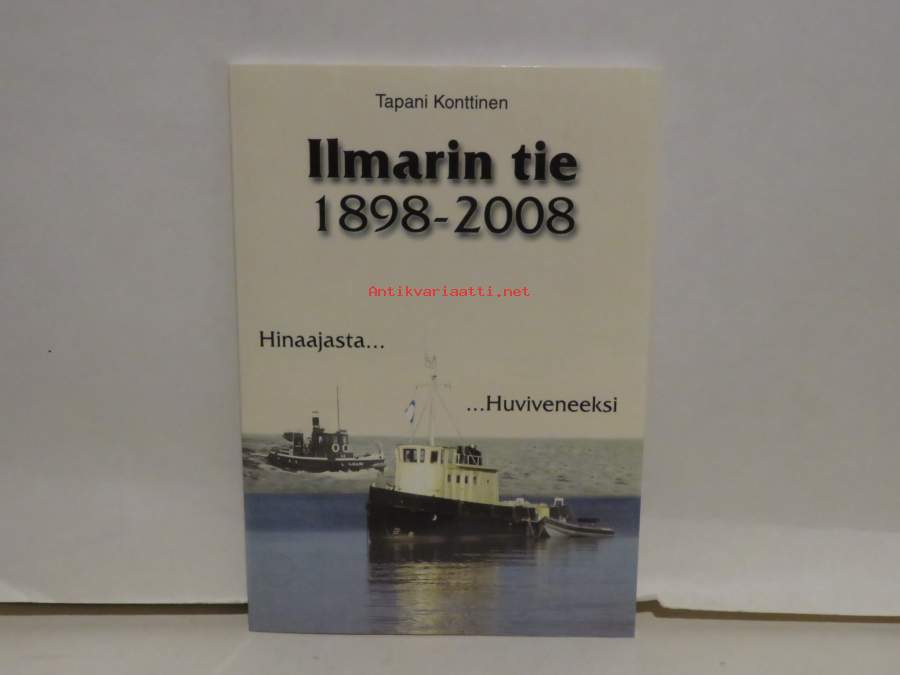 Tapani Konttinen
Ilmarin tie
1898-2008
Antikvariaatti.net
Hinaajasta...
...Huviveneeksi